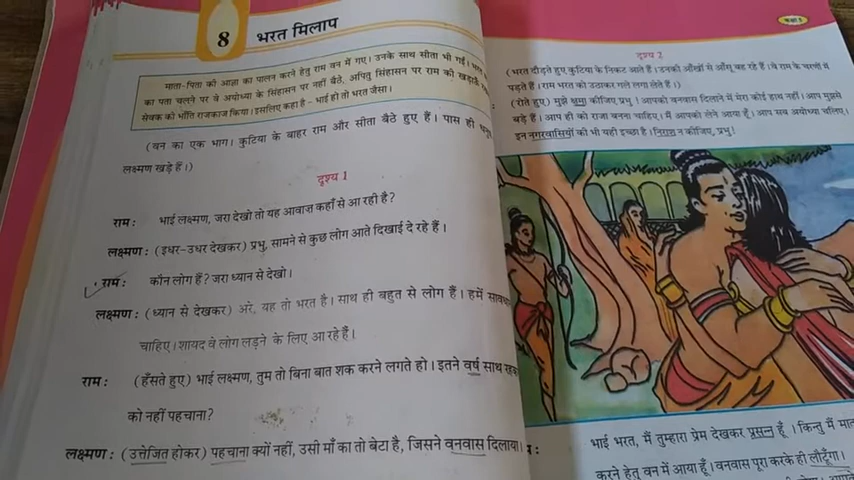 8
भरत मिलाप
माता-पिता की आज्ञा का पालन करने हेतु राम वन में गए। उनके साथ सीता भी गईं। भरत
का पता चलने पर वे अयोध्या के सिंहासन पर नहीं बैठे, अपितु सिंहासन पर राम की खड़ाऊँ
सेवक की भाँति राजकाज किया। इसलिए कहा है - भाई हो तो भरत जैसा।
(वन का एक भाग। कुटिया के बाहर राम और सीता बैठे हुए हैं। पास ही
लक्ष्मण खड़े हैं।)
दृश्य 1
राम : भाई लक्ष्मण, जरा देखो तो यह आवाज़ कहाँ से आ रही है?
लक्ष्मण : (इधर-उधर देखकर) प्रभु, सामने से कुछ लोग आते दिखाई दे रहे हैं।
राम : कौन लोग हैं? जरा ध्यान से देखो।
लक्ष्मण : (ध्यान से देखकर) अरे, यह तो भरत है। साथ ही बहुत से लोग हैं। हमें
चाहिए। शायद वे लोग लड़ने के लिए आ रहे हैं।
राम : (हँसते हुए) भाई लक्ष्मण, तुम तो बिना बात शक करने लगते हो। इतने वर्ष साथ
को नहीं पहचाना?
लक्ष्मण : (उत्तेजित होकर) पहचाना क्यों नहीं, उसी माँ का तो बेटा है, जिसने वनवास दिलाया।
दृश्य 2
(भरत दौड़ते हुए कुटिया के निकट आते हैं। उनकी आँखों से आँसू बह रहे हैं। वे राम के चरणों में
पड़ते हैं। राम भरत को उठाकर गले लगा लेते हैं।)
(रोते हुए) मुझे क्षमा कीजिए प्रभु! आपको वनवास दिलाने में मेरा कोई हाथ नहीं। आप मुझसे
बड़े हैं। आप ही को राजा बनना चाहिए। मैं आपको लेने आया हूँ। आप सब अयोध्या चलिए।
इन नगरवासियों की भी यही इच्छा है। निराश न कीजिए, प्रभु!
भाई भरत, मैं तुम्हारा प्रेम देखकर प्रसन्न हूँ। किन्तु मैं
करने हेतु वन में आया हूँ। वनवास पूरा करके ही लौटूँगा।